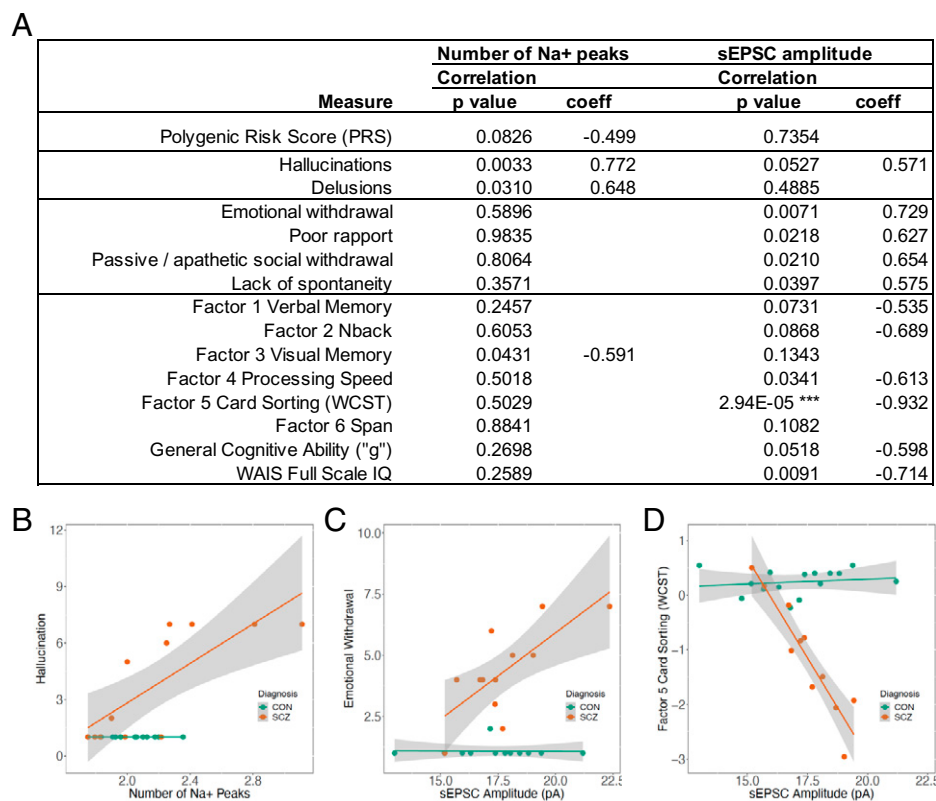 A
Number of Na+ peaks sEPSC amplitude
Correlation Correlation
Measure p value coeff p value coeff
Polygenic Risk Score (PRS) 0.0826 -0.499 0.7354
Hallucinations 0.0033 0.772 0.0527 0.571
Delusions 0.0310 0.648 0.4885
Emotional withdrawal 0.5896 0.0071 0.729
Poor rapport 0.9835 0.0218 0.627
Passive / apathetic social withdrawal 0.8064 0.0210 0.654
Lack of spontaneity 0.3571 0.0397 0.575
Factor 1 Verbal Memory 0.2457 0.0731 -0.535
Factor 2 Nback 0.6053 0.0868 -0.689
Factor 3 Visual Memory 0.0431 -0.591 0.1343
Factor 4 Processing Speed 0.5018 0.0341 -0.613
Factor 5 Card Sorting (WCST) 0.5029 2.94E-05 *** -0.932
Factor 6 Span 0.8841 0.1082
General Cognitive Ability ("g") 0.2698 0.0518 -0.598
WAIS Full Scale IQ 0.2589 0.0091 -0.714
B
Hallucination
12
9
6
3
0
Diagnosis
CON
SCZ
2.0 2.4 2.8
Number of Na+ Peaks
C
Emotional Withdrawal
10.0
7.5
5.0
2.5
Diagnosis
CON
SCZ
15.0 17.5 20.0 22.5
sEPSC Amplitude (pA)
D
Factor 5 Card Sorting (WCST)
1
0
−1
−2
−3
Diagnosis
CON
SCZ
15.0 17.5 20.0 22.5
sEPSC Amplitude (pA)